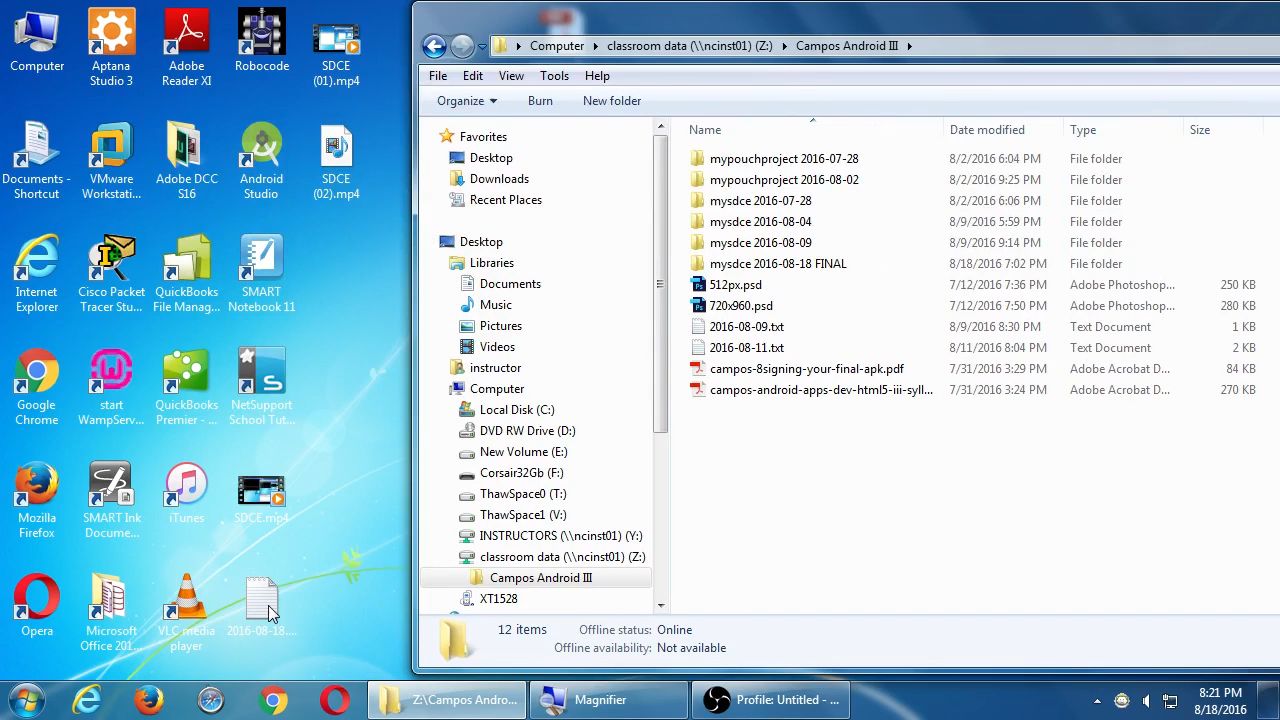 Computer
Aptana Studio 3
Adobe Reader XI
Robocode
SDCE (01).mp4
Documents - Shortcut
VMware Workstati...
Adobe DCC S16
Android Studio
SDCE (02).mp4
Internet Explorer
Cisco Packet Tracer Stu...
QuickBooks File Manag...
SMART Notebook 11
Google Chrome
start WampServ...
QuickBooks Premier - ...
NetSupport School Tut...
Mozilla Firefox
SMART Ink Docume...
iTunes
SDCE.mp4
Opera
Microsoft Office 201...
VLC media player
2016-08-18....
Computer
classroom data (\\ncinst01) (Z:)
Campos Android III
File Edit View Tools Help
Organize Burn New folder
Favorites
Desktop
Downloads
Recent Places
Desktop
Libraries
Documents
Music
Pictures
Videos
instructor
Computer
Local Disk (C:)
DVD RW Drive (D:)
New Volume (E:)
Corsair32Gb (F:)
ThawSpace0 (T:)
ThawSpace1 (V:)
INSTRUCTORS (\\ncinst01) (Y:)
classroom data (\\ncinst01) (Z:)
Campos Android III
XT1528
Name Date modified Type Size
mypouchproject 2016-07-28 8/2/2016 6:04 PM File folder
mypouchproject 2016-08-02 8/2/2016 9:25 PM File folder
mysdce 2016-07-28 8/2/2016 6:06 PM File folder
mysdce 2016-08-04 8/9/2016 5:59 PM File folder
mysdce 2016-08-09 8/9/2016 9:14 PM File folder
mysdce 2016-08-18 FINAL 8/18/2016 7:02 PM File folder
512px.psd 7/12/2016 7:36 PM Adobe Photoshop... 250 KB
720x960.psd 7/12/2016 7:50 PM Adobe Photoshop... 280 KB
2016-08-09.txt 8/9/2016 8:30 PM Text Document 1 KB
2016-08-11.txt 8/11/2016 8:04 PM Text Document 2 KB
campos-8signing-your-final-apk.pdf 7/31/2016 3:29 PM Adobe Acrobat D... 84 KB
campos-android-apps-dev-html5-iii-syll... 7/31/2016 3:24 PM Adobe Acrobat D... 270 KB
12 items Offline status: Online
Offline availability: Not available
Z:\Campos Andro...
Magnifier
Profile: Untitled - ...
8:21 PM
8/18/2016